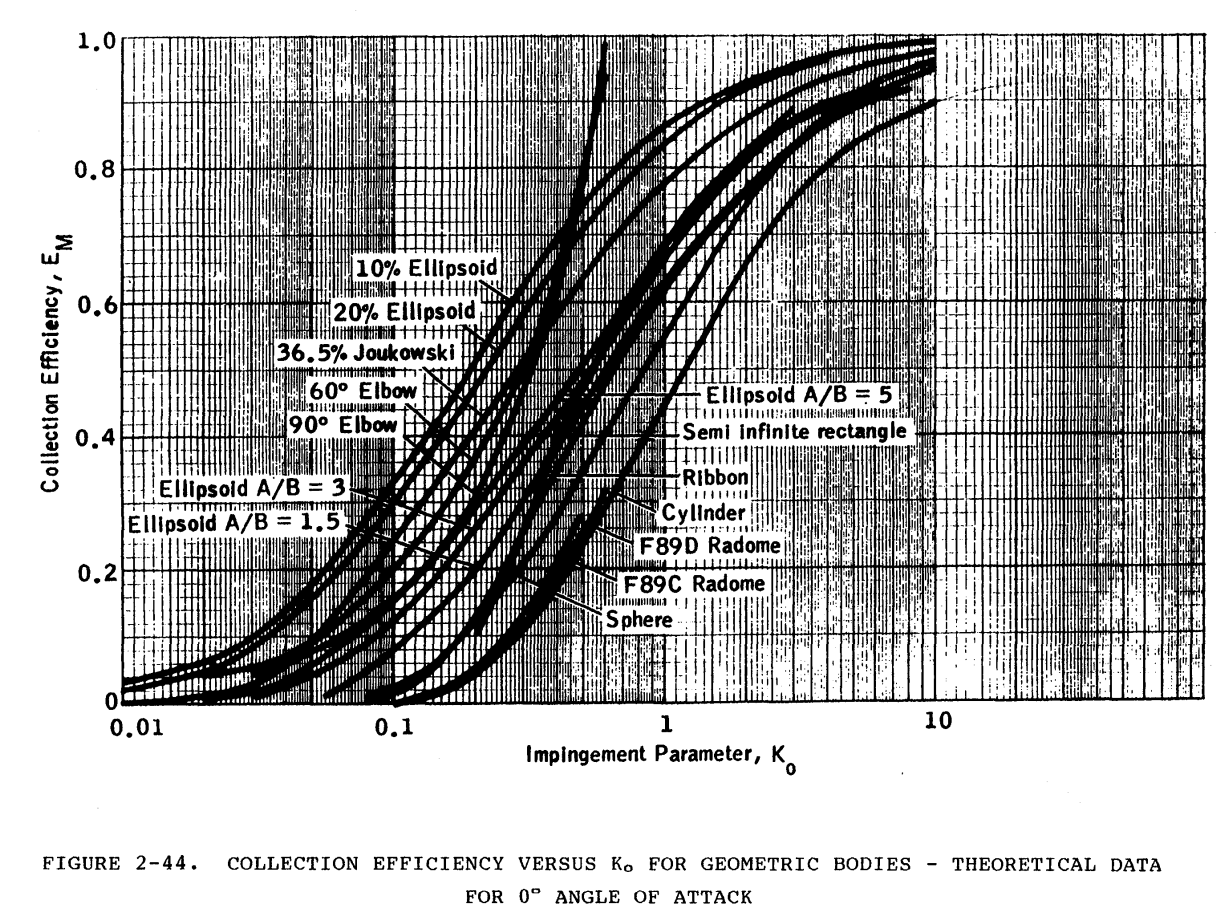 1.0
0.8
0.6
0.4
0.2
0
Collection Efficiency, E_M
10% Ellipsoid
20% Ellipsoid
36.5% Joukowski
60° Elbow
90° Elbow
Ellipsoid A/B = 3
Ellipsoid A/B = 1.5
Ellipsoid A/B = 5
Semi infinite rectangle
Ribbon
Cylinder
F89D Radome
F89C Radome
Sphere
0.01 0.1 1 10
Impingement Parameter, K_o
FIGURE 2-44. COLLECTION EFFICIENCY VERSUS K₀ FOR GEOMETRIC BODIES - THEORETICAL DATA
FOR 0° ANGLE OF ATTACK